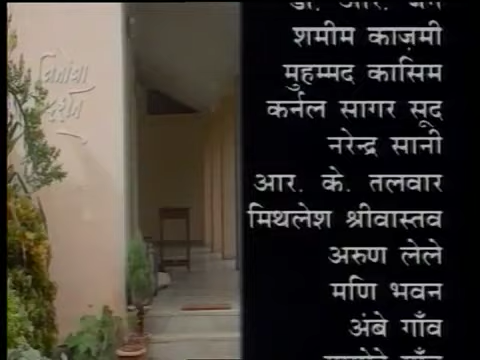 शमीम काज़मी
मुहम्मद कासिम
कर्नल सागर सूद
नरेन्द्र सानी
आर. के. तलवार
मिथलेश श्रीवास्तव
अरुण लेले
मणि भवन
अंबे गाँव